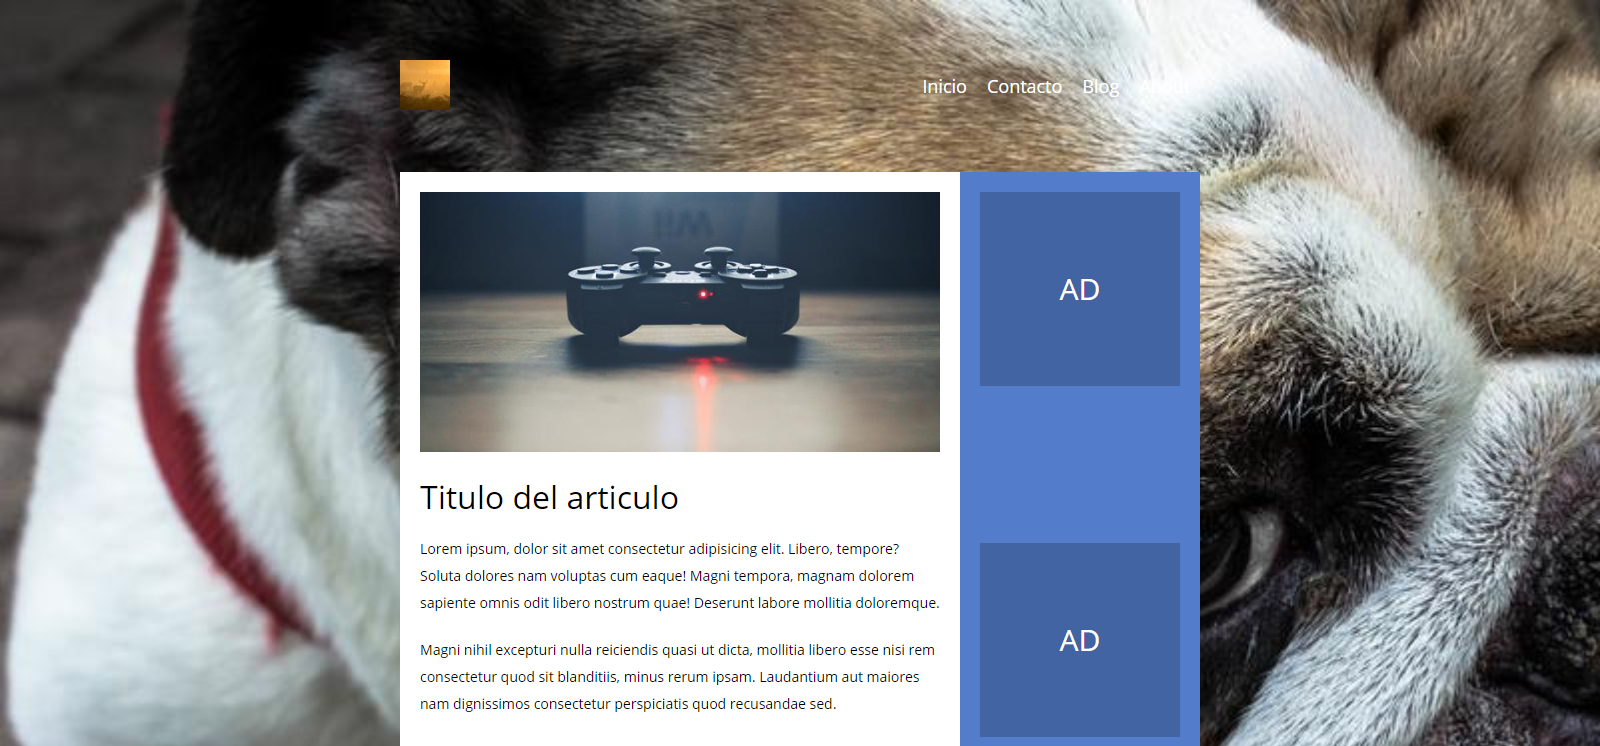 Inicio Contacto Blog About
Wii
AD
Titulo del articulo
Lorem ipsum, dolor sit amet consectetur adipisicing elit. Libero, tempore?
Soluta dolores nam voluptas cum eaque! Magni tempora, magnam dolorem
sapiente omnis odit libero nostrum quae! Deserunt labore mollitia doloremque.
AD
Magni nihil excepturi nulla reiciendis quasi ut dicta, mollitia libero esse nisi rem
consectetur quod sit blanditiis, minus rerum ipsam. Laudantium aut maiores
nam dignissimos consectetur perspiciatis quod recusandae sed.